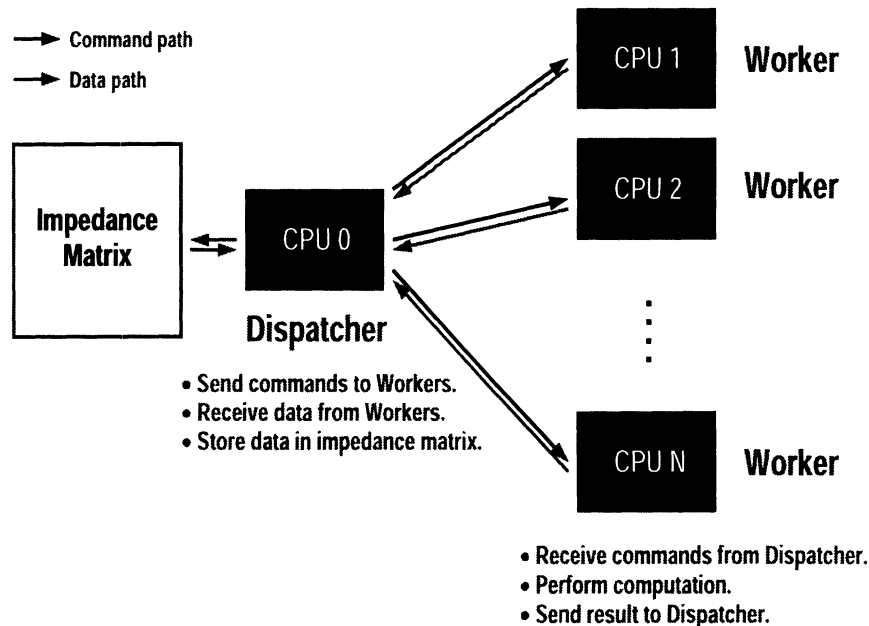 Command path
Data path
Impedance
Matrix
CPU 0
Dispatcher
• Send commands to Workers.
• Receive data from Workers.
• Store data in impedance matrix.
CPU 1
Worker
CPU 2
Worker
CPU N
Worker
• Receive commands from Dispatcher.
• Perform computation.
• Send result to Dispatcher.